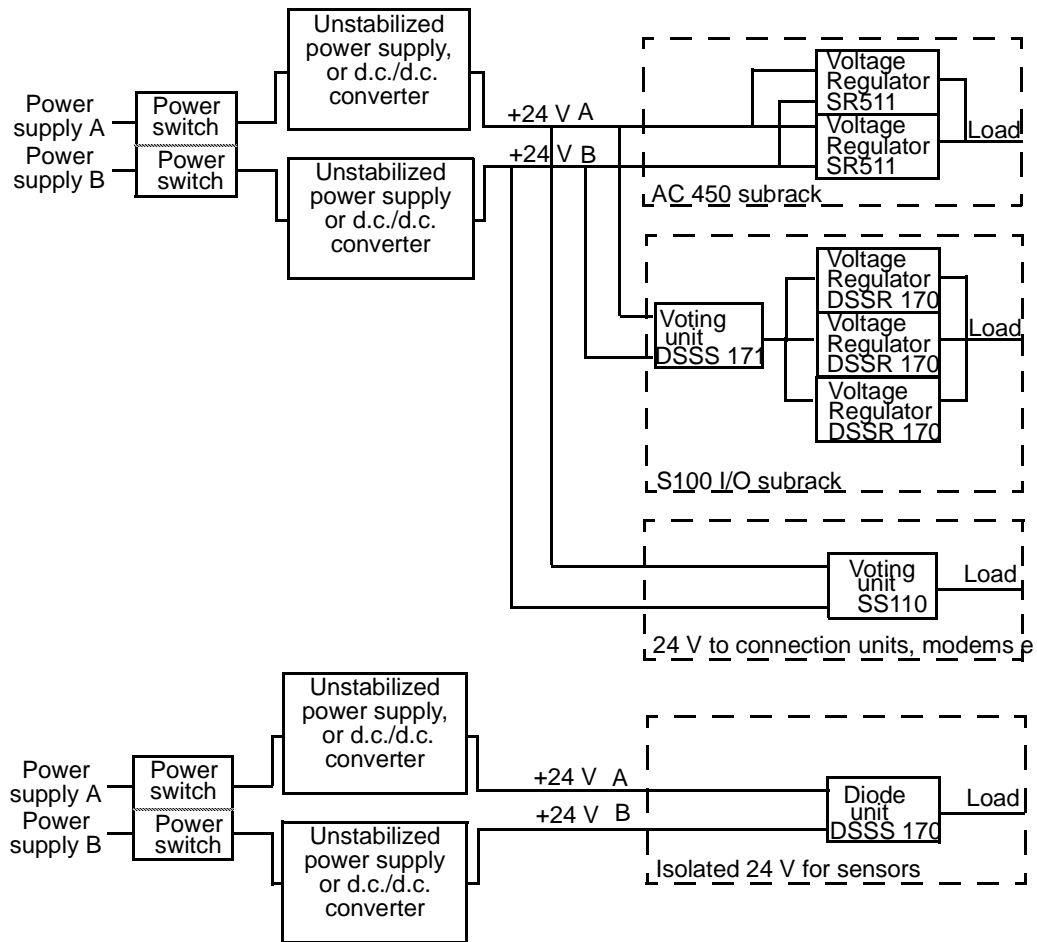 Unstabilized
power supply,
or d.c./d.c.
converter
Power
supply A
Power
switch
Power
supply B
Power
switch
Unstabilized
power supply
or d.c./d.c.
converter
+24 V A
+24 V B
Voltage
Regulator
SR511
Voltage
Regulator
SR511
Load
AC 450 subrack
Voltage
Regulator
DSSR 170
Voltage
Regulator
DSSR 170
Voltage
Regulator
DSSR 170
Voting
unit
DSSS 171
Load
S100 I/O subrack
Voting
unit
SS110
Load
24 V to connection units, modems e
Unstabilized
power supply,
or d.c./d.c.
converter
Power
supply A
Power
switch
Power
supply B
Power
switch
Unstabilized
power supply
or d.c./d.c.
converter
+24 V A
+24 V B
Diode
unit
DSSS 170
Load
Isolated 24 V for sensors